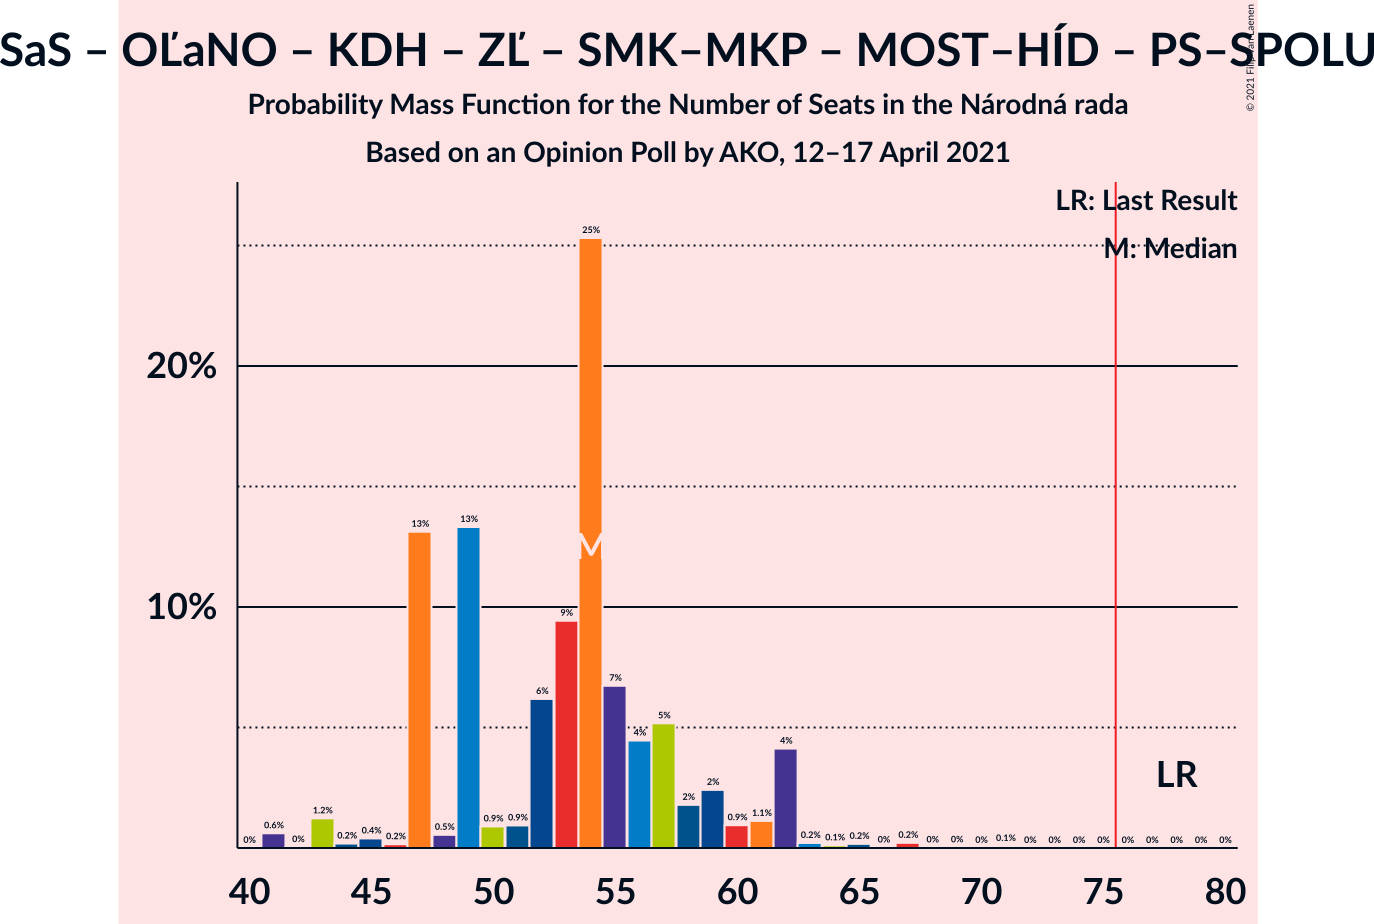 SaS – OĽaNO – KDH – ZĽ – SMK–MKP – MOST–HÍD – PS–SPOLU
© 2021 Filip van Laenen
Probability Mass Function for the Number of Seats in the Národná rada
Based on an Opinion Poll by AKO, 12–17 April 2021
LR: Last Result
M: Median
25%
20%
13% 13%
M
10%
9%
7%
6%
5%
4% 4%
2% 2%
LR
0% 0.6% 0% 1.2% 0.2% 0.4% 0.2% 0.5% 0.9% 0.9% 0.9% 1.1% 0.2% 0.1% 0.2% 0% 0.2% 0% 0% 0% 0.1% 0% 0% 0% 0% 0% 0% 0% 0% 0%
40 45 50 55 60 65 70 75 80